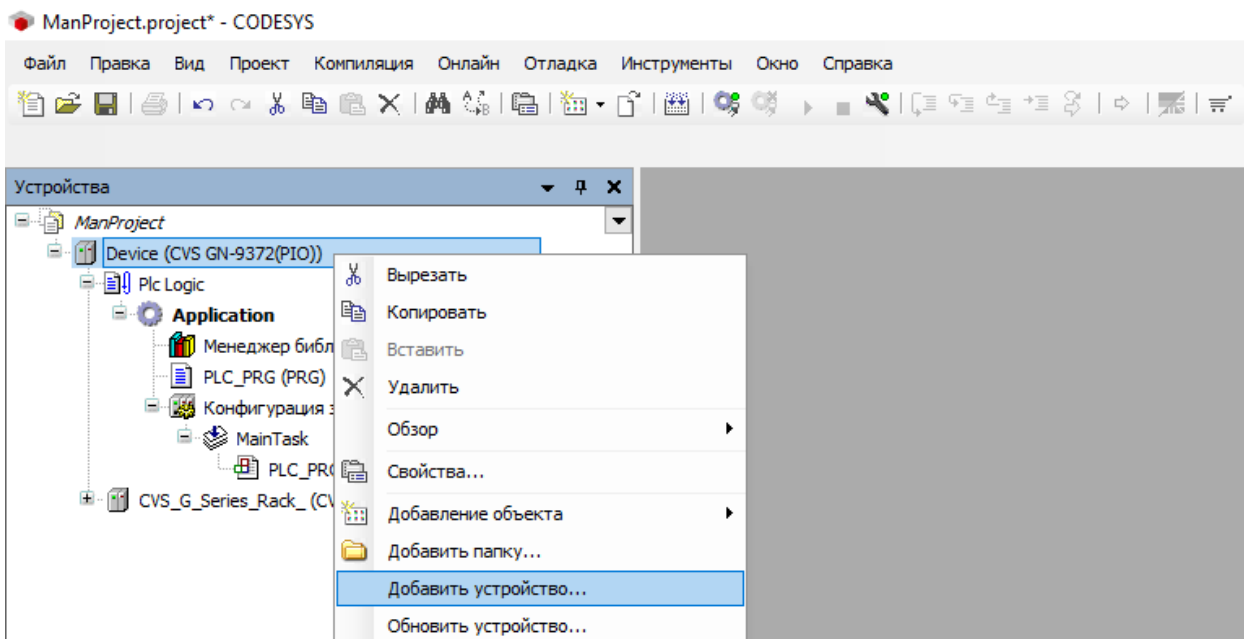 ManProject.project* - CODESYS
Файл Правка Вид Проект Компиляция Онлайн Отладка Инструменты Окно Справка
Устройства
ManProject
Device (CVS GN-9372(PIO))
Plc Logic
Application
Менеджер библ
PLC_PRG (PRG)
Конфигурация з
MainTask
PLC_PRG
CVS_G_Series_Rack_ (CV
Вырезать
Копировать
Вставить
Удалить
Обзор
Свойства...
Добавление объекта
Добавить папку...
Добавить устройство...
Обновить устройство...